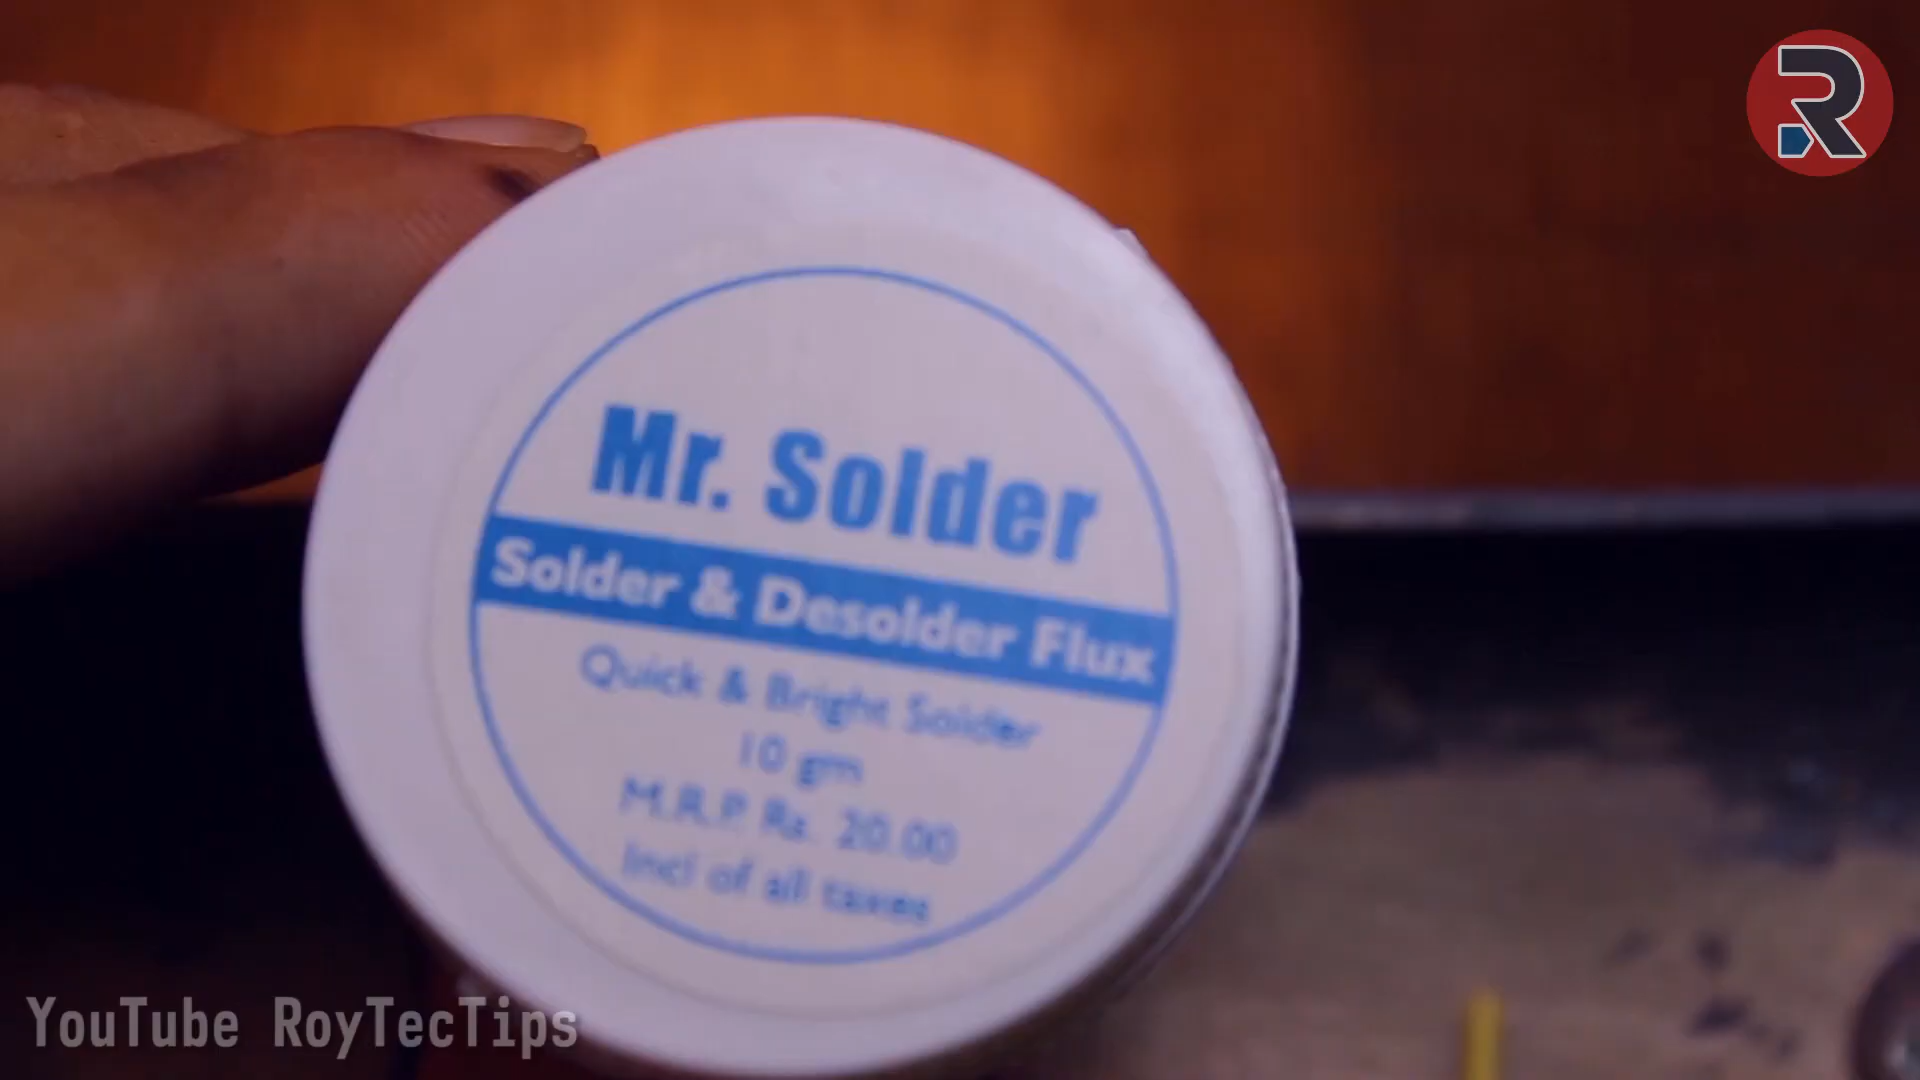 Mr. Solder
Solder & Desolder Flux
Quick & Bright Solder
10 gm
M.R.P. Rs. 20.00
Incl of all taxes
YouTube RoyTecTips
R